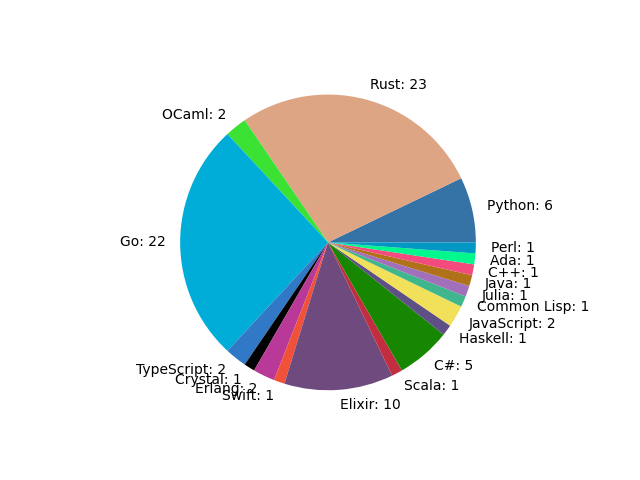 Rust: 23
OCaml: 2
Python: 6
Go: 22
Perl: 1
Ada: 1
C++: 1
Java: 1
Julia: 1
Common Lisp: 1
JavaScript: 2
Haskell: 1
C#: 5
TypeScript: 2
Crystal: 1
Erlang: 2
Swift: 1
Scala: 1
Elixir: 10